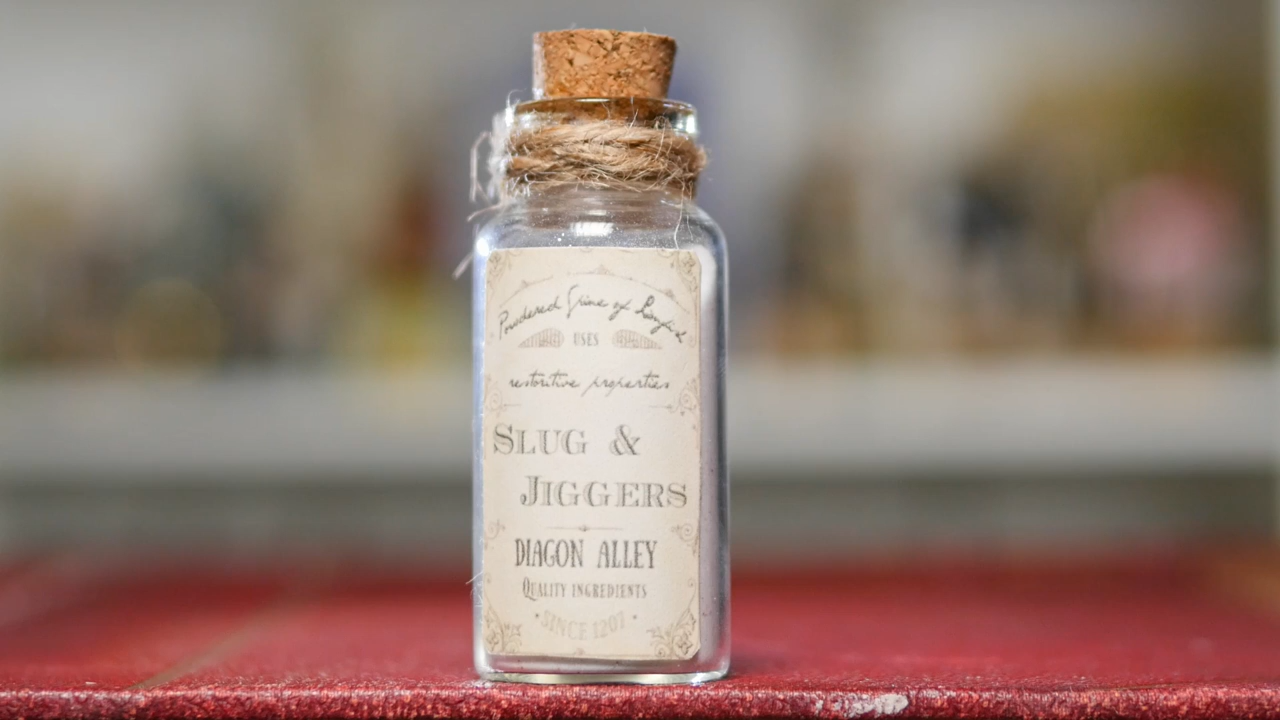 Powdered Spine of Lionfish
USES
restorative properties
SLUG &
JIGGERS
DIAGON ALLEY
QUALITY INGREDIENTS
• SINCE 1207 •